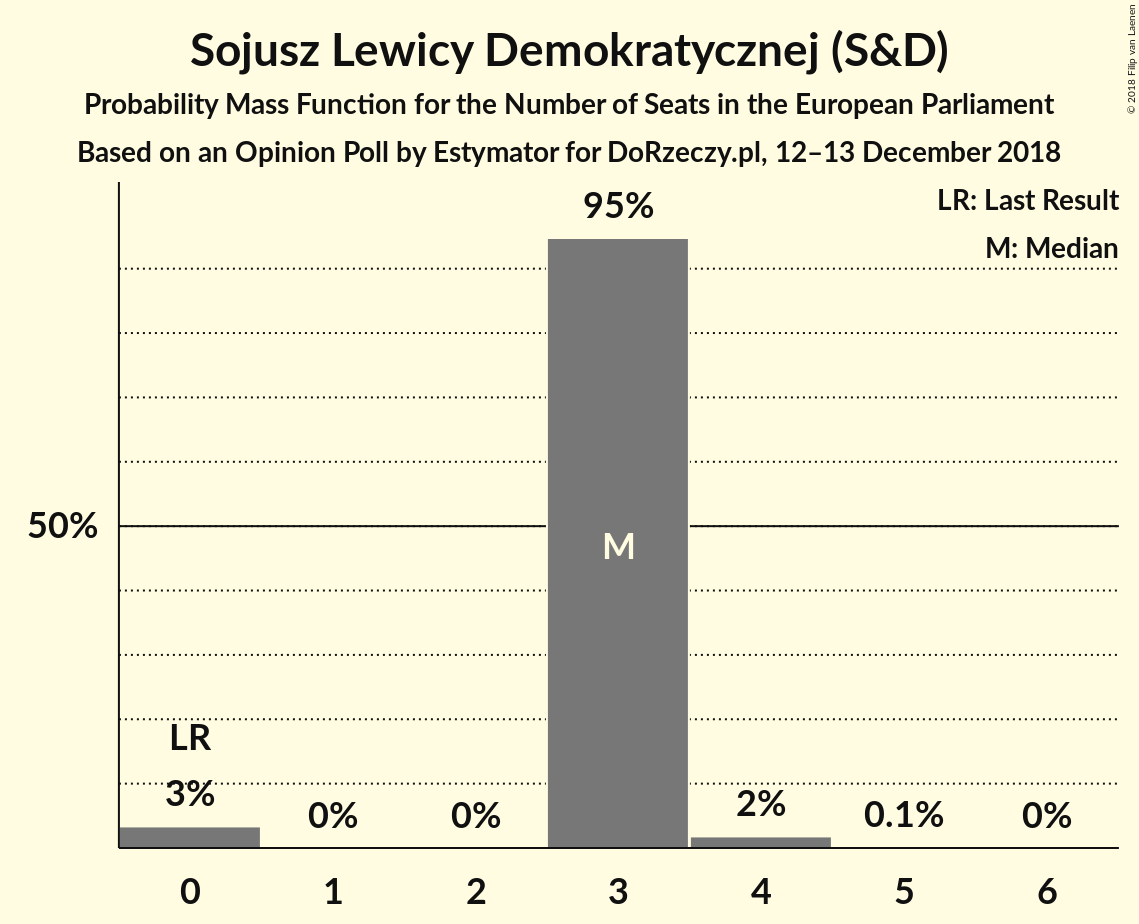 Sojusz Lewicy Demokratycznej (S&D)
Probability Mass Function for the Number of Seats in the European Parliament
Based on an Opinion Poll by Estymator for DoRzeczy.pl, 12–13 December 2018
© 2018 Filip van Laenen
LR: Last Result
M: Median
95%
50%
M
LR
3%
0%
0%
2%
0.1%
0%
0 1 2 3 4 5 6